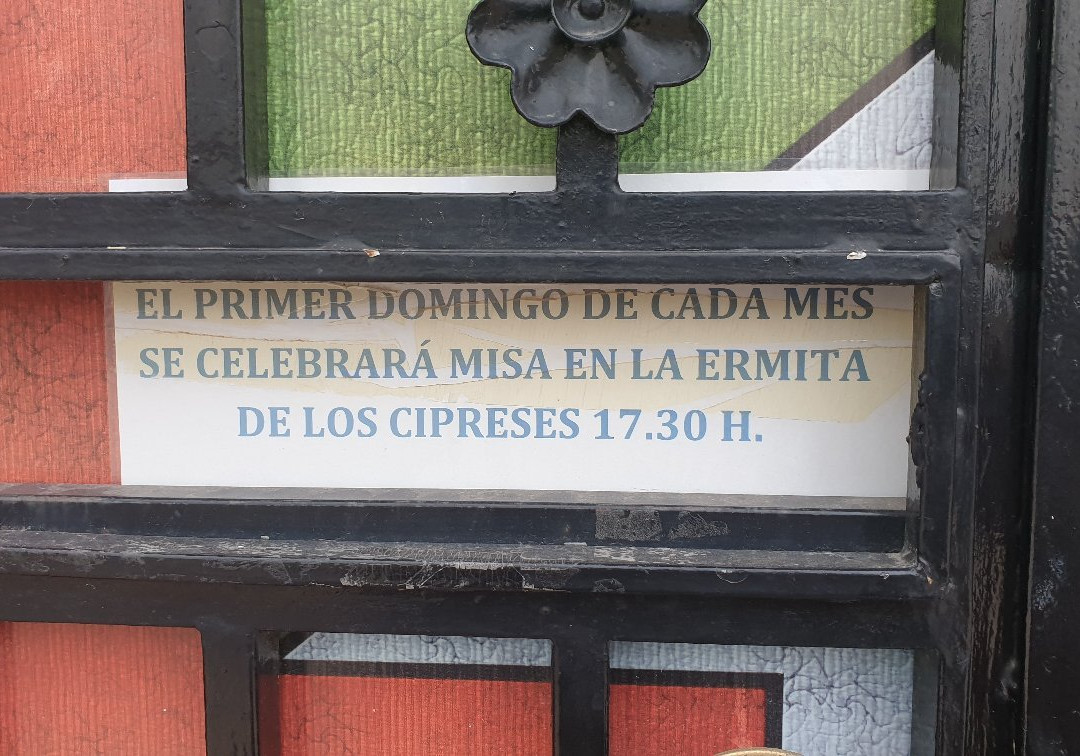 EL PRIMER DOMINGO DE CADA MES
SE CELEBRARÁ MISA EN LA ERMITA
DE LOS CIPRESES 17.30 H.